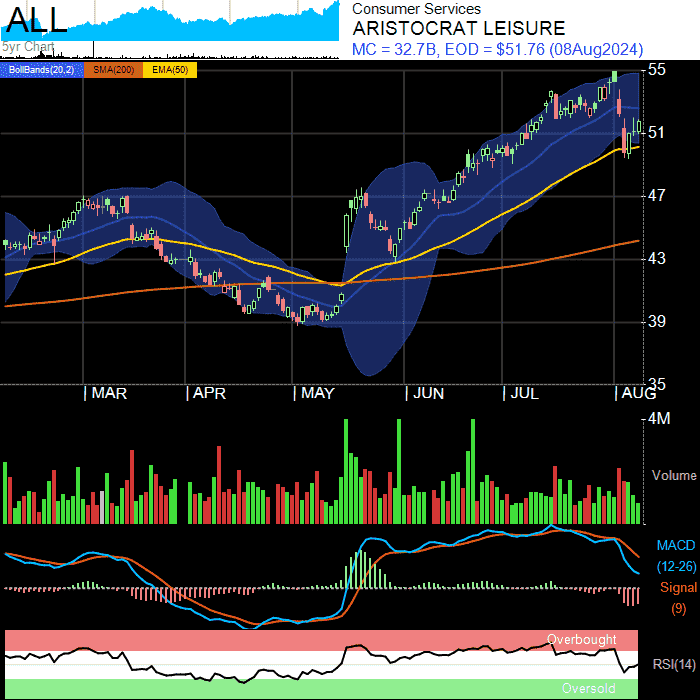 ALL
5yr Chart
Consumer Services
ARISTOCRAT LEISURE
MC = 32.7B, EOD = $51.76 (08Aug2024)
BollBands(20,2) SMA(200) EMA(50)
55
51
47
43
39
35
| MAR | APR | MAY | JUN | JUL | AUG
4M
Volume
MACD
(12-26)
Signal
(9)
Overbought
RSI(14)
Oversold